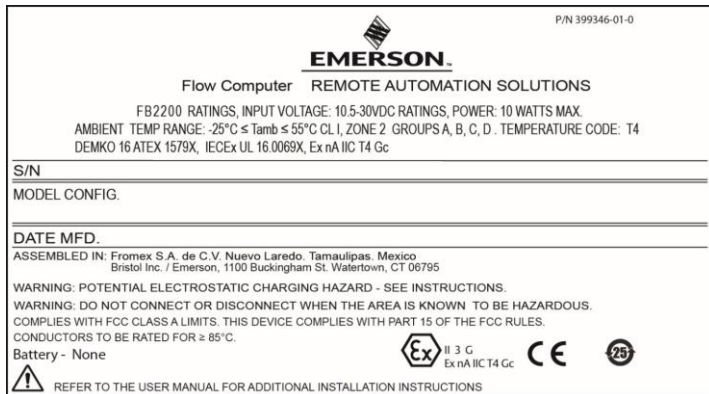 P/N 399346-01-0
EMERSON™
Flow Computer REMOTE AUTOMATION SOLUTIONS
FB2200 RATINGS, INPUT VOLTAGE: 10.5-30VDC RATINGS, POWER: 10 WATTS MAX.
AMBIENT TEMP RANGE: -25°C ≤ Tamb ≤ 55°C CL I, ZONE 2 GROUPS A, B, C, D . TEMPERATURE CODE: T4
DEMKO 16 ATEX 1579X, IECEx UL 16.0069X, Ex nA IIC T4 Gc
S/N
MODEL CONFIG.
DATE MFD.
ASSEMBLED IN: Fromex S.A. de C.V. Nuevo Laredo. Tamaulipas. Mexico
Bristol Inc. / Emerson, 1100 Buckingham St. Watertown, CT 06795
WARNING: POTENTIAL ELECTROSTATIC CHARGING HAZARD - SEE INSTRUCTIONS.
WARNING: DO NOT CONNECT OR DISCONNECT WHEN THE AREA IS KNOWN TO BE HAZARDOUS.
COMPLIES WITH FCC CLASS A LIMITS. THIS DEVICE COMPLIES WITH PART 15 OF THE FCC RULES.
CONDUCTORS TO BE RATED FOR ≥ 85°C.
Battery - None
Ex II 3 G
Ex nA IIC T4 Gc
CE
25
REFER TO THE USER MANUAL FOR ADDITIONAL INSTALLATION INSTRUCTIONS